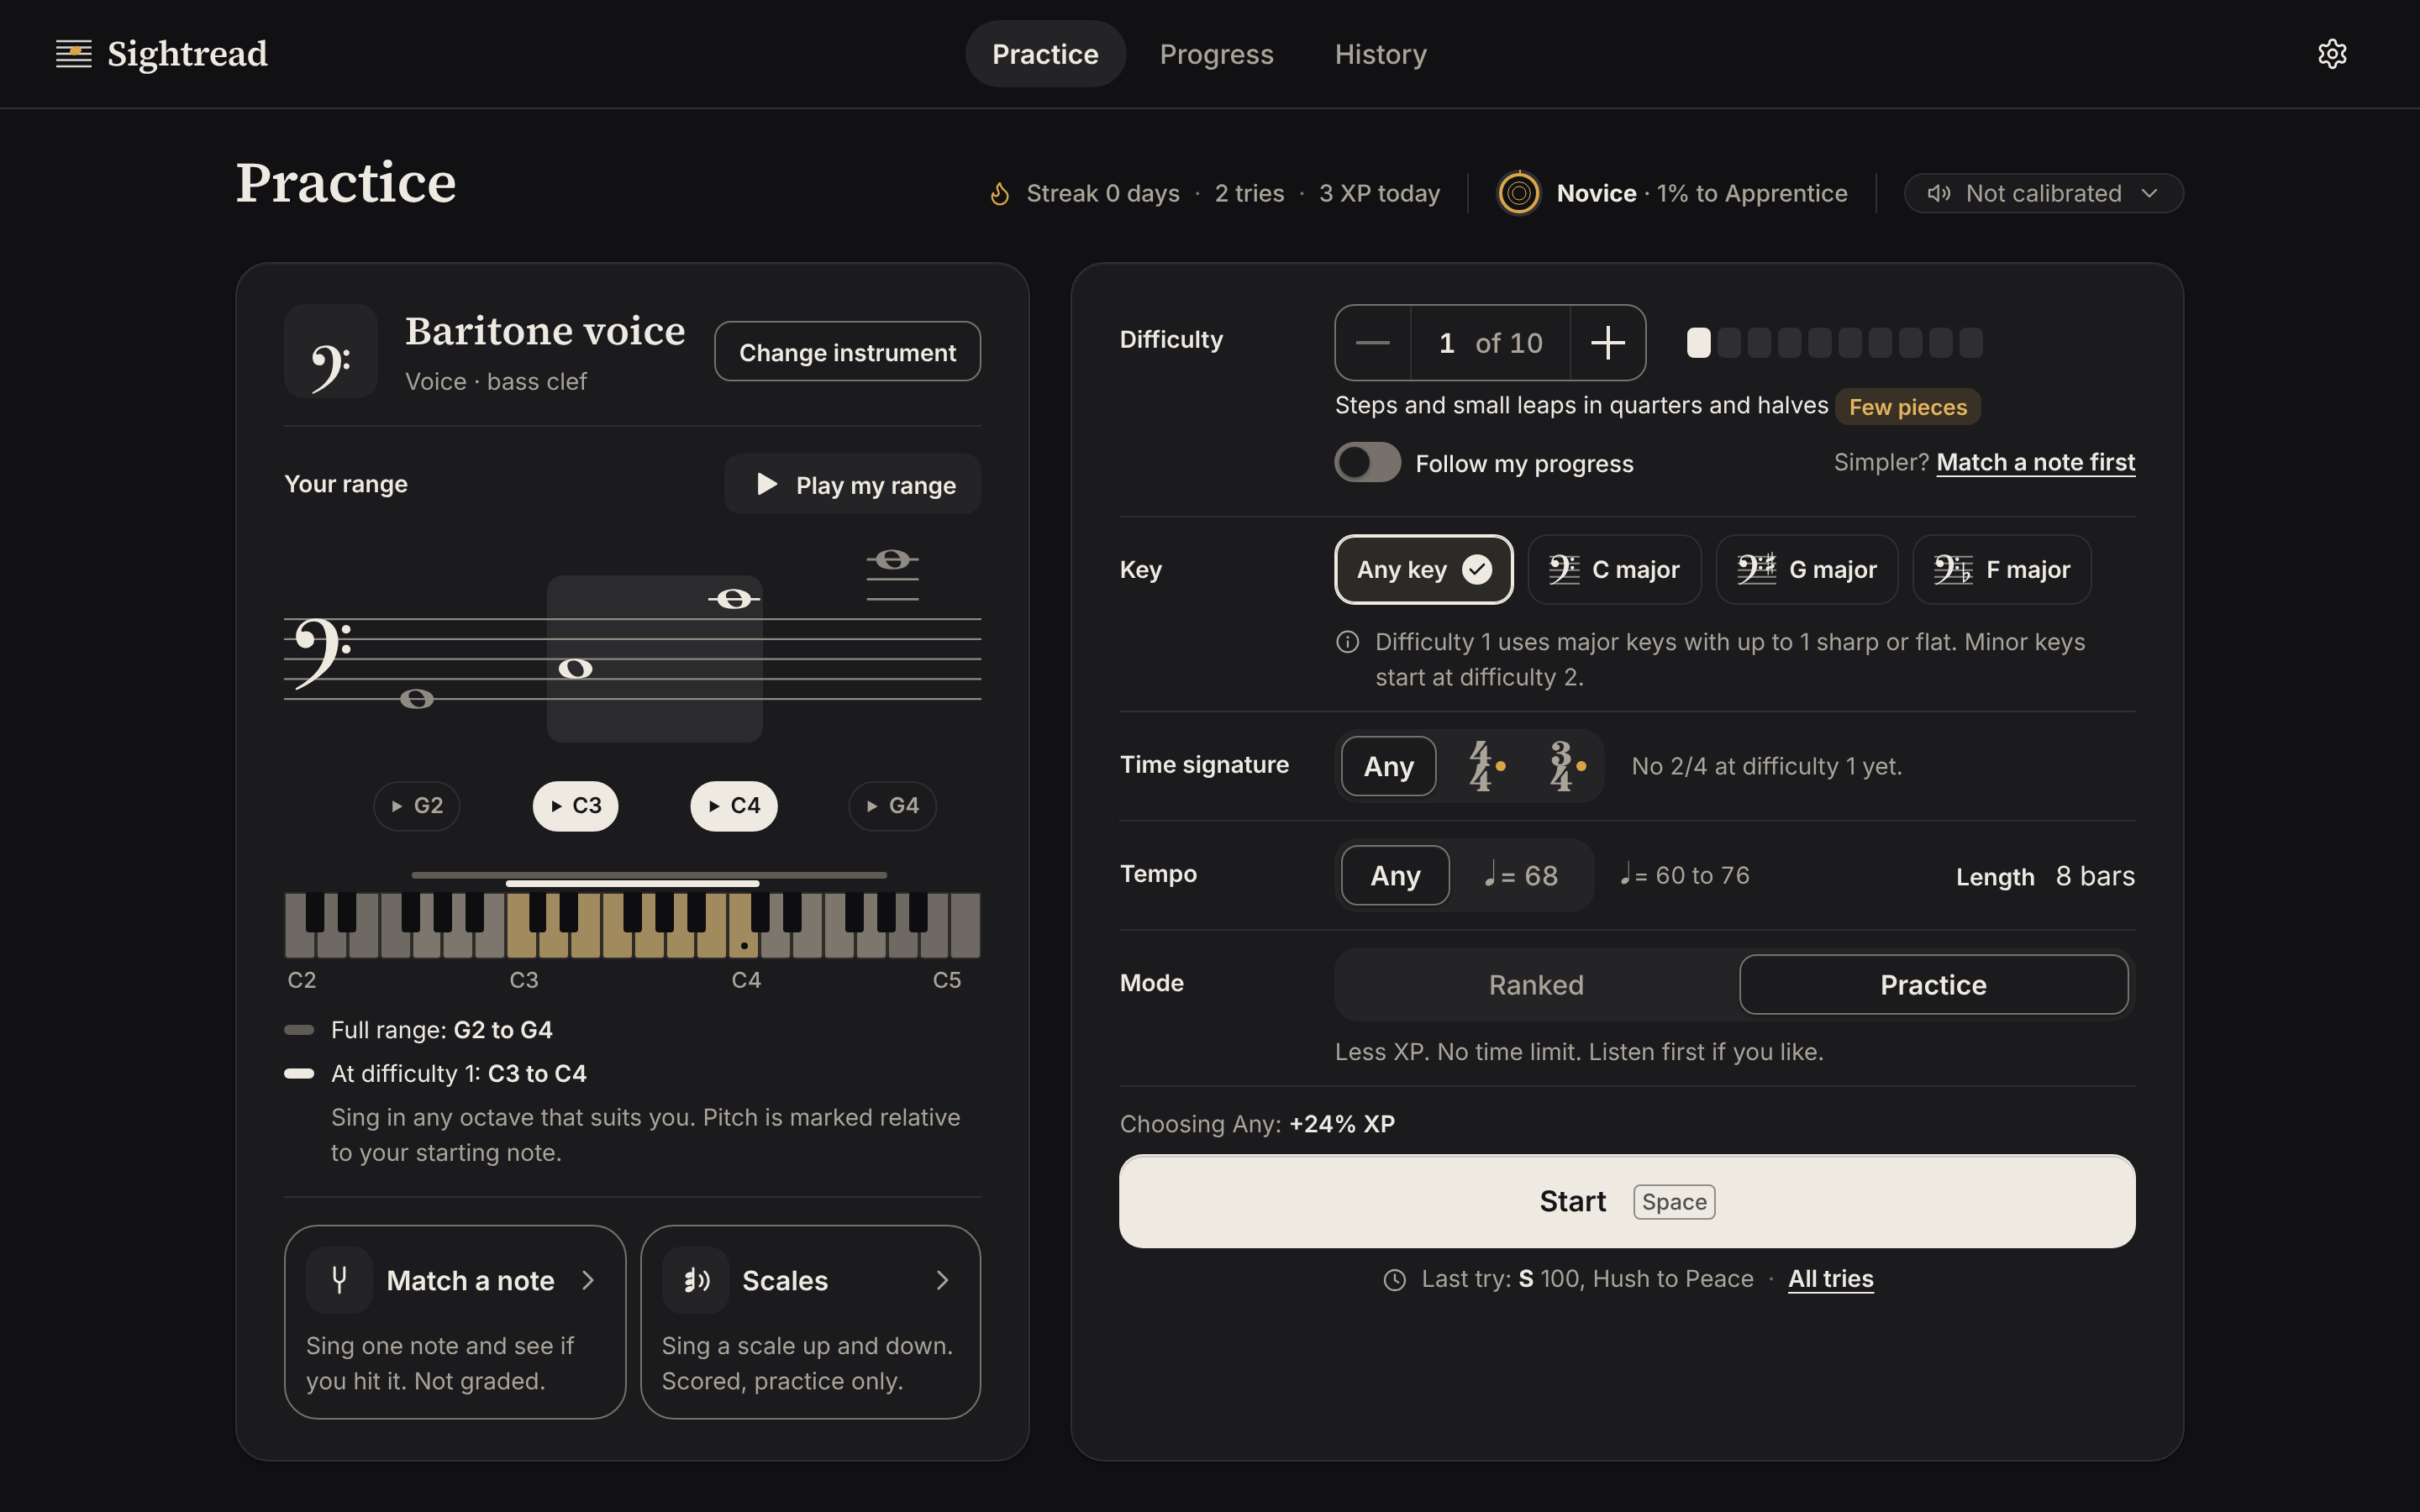 Sightread
Practice
Progress
History
Practice
Streak 0 days · 2 tries · 3 XP today
Novice · 1% to Apprentice
Not calibrated
Baritone voice
Voice · bass clef
Change instrument
Your range
Play my range
G2
C3
C4
G4
C2
C3
C4
C5
Full range: G2 to G4
At difficulty 1: C3 to C4
Sing in any octave that suits you. Pitch is marked relative
to your starting note.
Match a note
Sing one note and see if
you hit it. Not graded.
Scales
Sing a scale up and down.
Scored, practice only.
Difficulty
1 of 10
Steps and small leaps in quarters and halves
Few pieces
Follow my progress
Simpler? Match a note first
Key
Any key
C major
G major
F major
Difficulty 1 uses major keys with up to 1 sharp or flat. Minor keys
start at difficulty 2.
Time signature
Any
4
4
3
4
No 2/4 at difficulty 1 yet.
Tempo
Any
= 68
= 60 to 76
Length 8 bars
Mode
Ranked
Practice
Less XP. No time limit. Listen first if you like.
Choosing Any: +24% XP
Start
Space
Last try: S 100, Hush to Peace · All tries